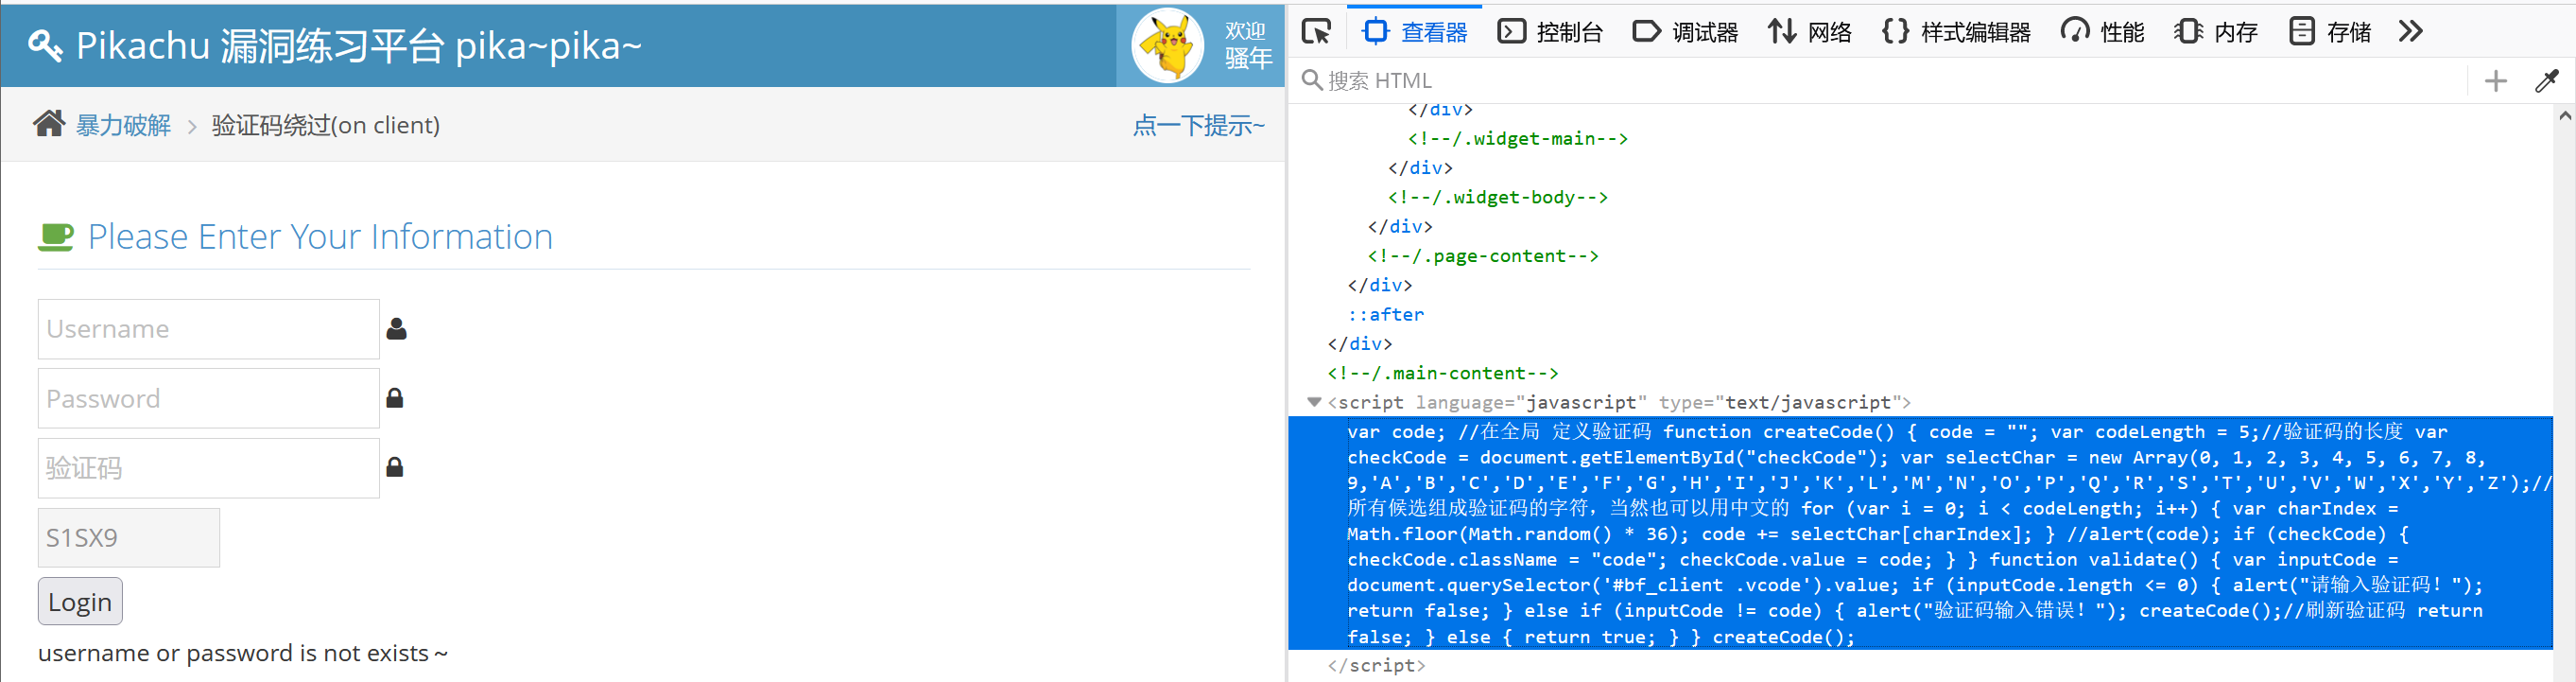 Pikachu 漏洞练习平台 pika~pika~
欢迎
骚年
暴力破解 > 验证码绕过(on client)
点一下提示~
Please Enter Your Information
Username
Password
验证码
S1SX9
Login
username or password is not exists~
查看器 控制台 调试器 网络 {} 样式编辑器 性能 内存 存储
搜索 HTML
</div>
<!--/.widget-main-->
</div>
<!--/.widget-body-->
</div>
<!--/.page-content-->
</div>
::after
</div>
<!--/.main-content-->
<script language="javascript" type="text/javascript">
var code; //在全局 定义验证码 function createCode() { code = ""; var codeLength = 5;//验证码的长度 var
checkCode = document.getElementById("checkCode"); var selectChar = new Array(0, 1, 2, 3, 4, 5, 6, 7, 8,
9,'A','B','C','D','E','F','G','H','I','J','K','L','M','N','O','P','Q','R','S','T','U','V','W','X','Y','Z');//
所有候选组成验证码的字符，当然也可以用中文的 for (var i = 0; i < codeLength; i++) { var charIndex =
Math.floor(Math.random() * 36); code += selectChar[charIndex]; } //alert(code); if (checkCode) {
checkCode.className = "code"; checkCode.value = code; } } function validate() { var inputCode =
document.querySelector('#bf_client .vcode').value; if (inputCode.length <= 0) { alert("请输入验证码！");
return false; } else if (inputCode != code) { alert("验证码输入错误！"); createCode();//刷新验证码 return
false; } else { return true; } } createCode();
</script>